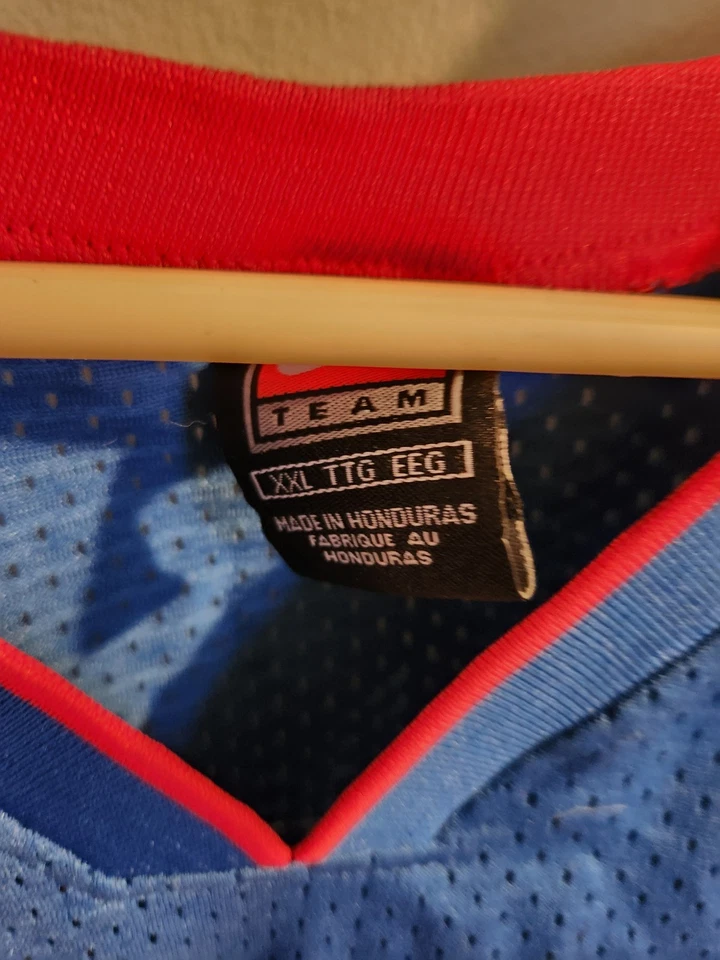 TEAM
XXL TTG EEG
MADE IN HONDURAS
FABRIQUE AU
HONDURAS